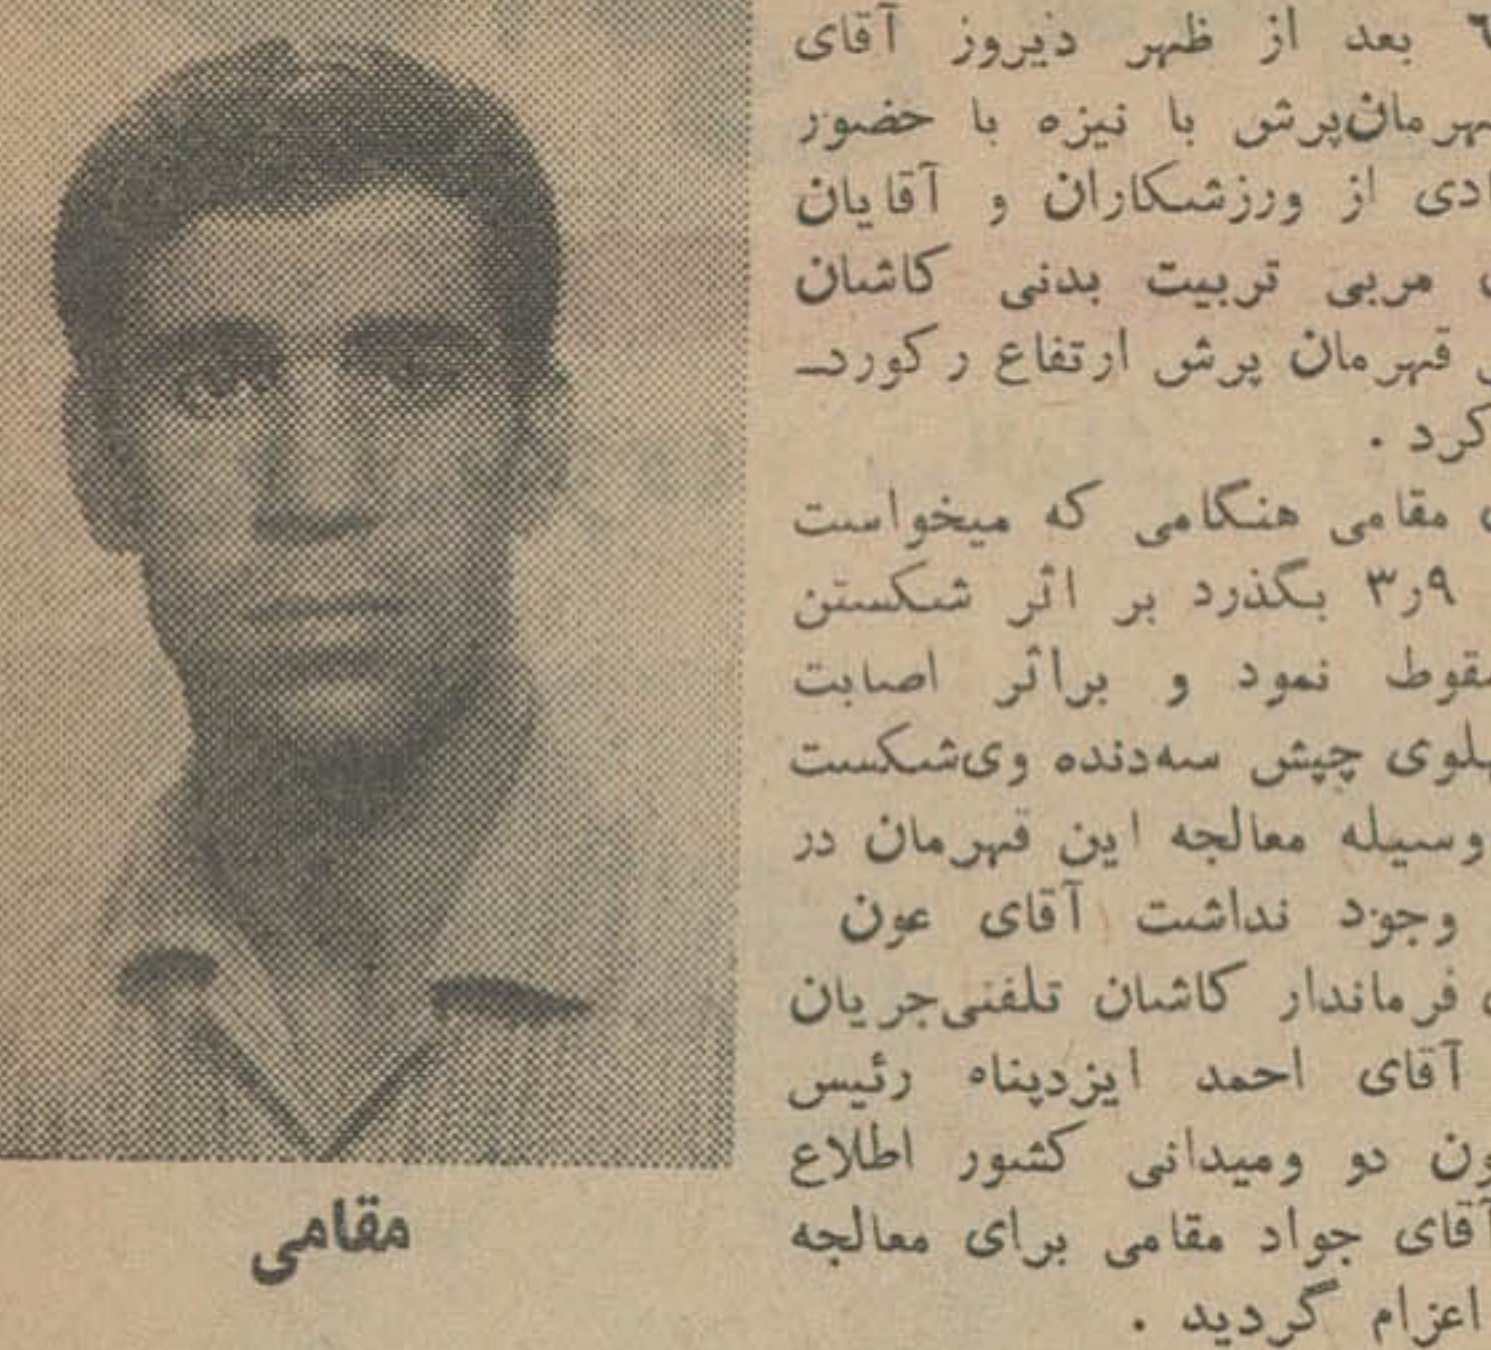 ۶ بعد از ظهر دیروز آقای
قهرمان‌پرش با نیزه با حضور
از ورزشکاران و آقایان
مربی تربیت بدنی کاشان
قهرمان پرش ارتفاع رکورد‌ـ
کرد .
مقامی هنگامی که میخواست
۳٫۹ بگذرد بر اثر شکستن
سقوط نمود و براثر اصابت
پهلوی چپش سه‌دنده وی‌شکست
وسیله معالجه این قهرمان در
وجود نداشت آقای عون
فرماندار کاشان تلفنی‌جریان
آقای احمد ایزدپناه رئیس
دو ومیدانی کشور اطلاع
آقای جواد مقامی برای معالجه
اعزام گردید .
مقامی